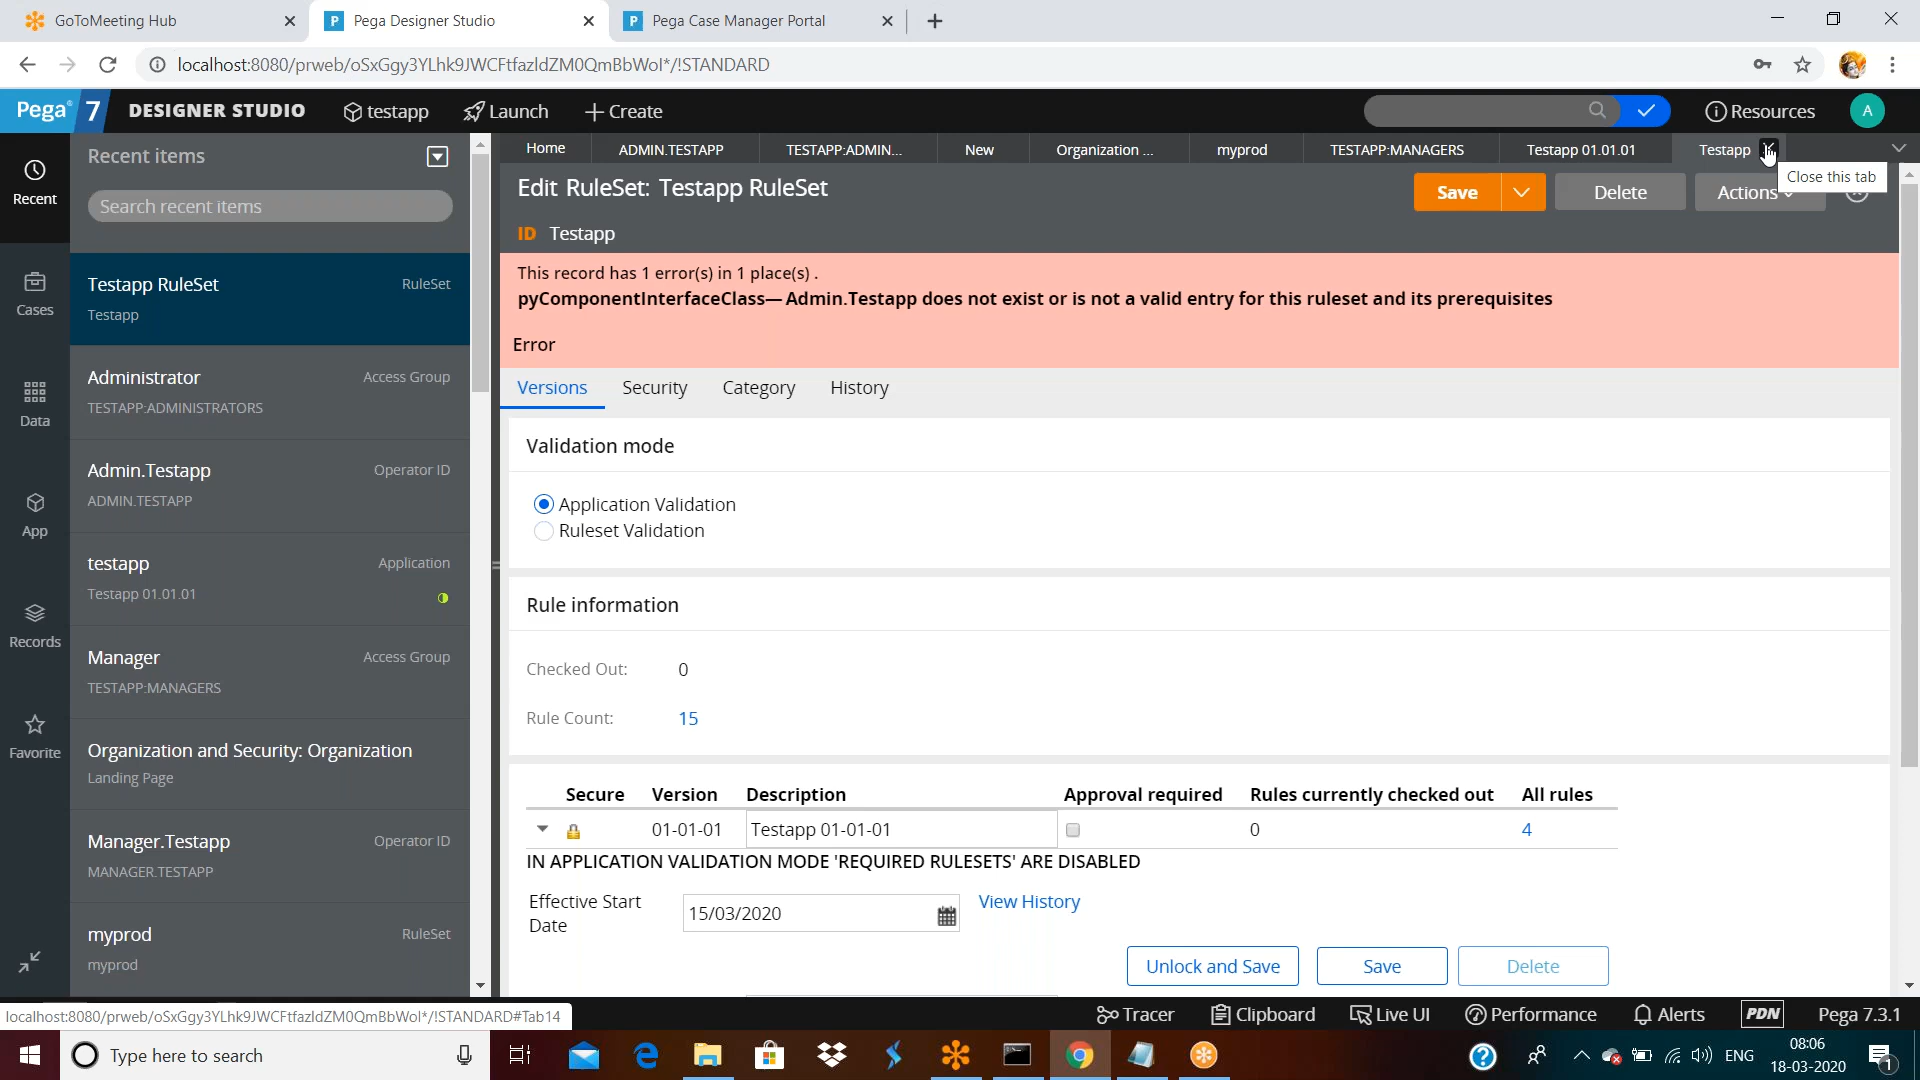 GoToMeeting Hub
Pega Designer Studio
Pega Case Manager Portal
localhost:8080/prweb/oSxGgy3YLhk9JWCFtfazldZM0QmBbWol*/!STANDARD
Pega 7 DESIGNER STUDIO testapp Launch Create Resources A
Recent items
Search recent items
Recent
Cases
Data
App
Records
Favorite
Testapp RuleSet RuleSet
Testapp
Administrator Access Group
TESTAPP:ADMINISTRATORS
Admin.Testapp Operator ID
ADMIN.TESTAPP
testapp Application
Testapp 01.01.01
Manager Access Group
TESTAPP:MANAGERS
Organization and Security: Organization
Landing Page
Manager.Testapp Operator ID
MANAGER.TESTAPP
myprod RuleSet
myprod
Home ADMIN.TESTAPP TESTAPP:ADMIN... New Organization ... myprod TESTAPP:MANAGERS Testapp 01.01.01 Testapp
Close this tab
Edit RuleSet: Testapp RuleSet
Save Delete Actions
ID Testapp
This record has 1 error(s) in 1 place(s) .
pyComponentInterfaceClass— Admin.Testapp does not exist or is not a valid entry for this ruleset and its prerequisites
Error
Versions Security Category History
Validation mode
Application Validation
Ruleset Validation
Rule information
Checked Out: 0
Rule Count: 15
Secure Version Description Approval required Rules currently checked out All rules
01-01-01 Testapp 01-01-01 0 4
IN APPLICATION VALIDATION MODE 'REQUIRED RULESETS' ARE DISABLED
Effective Start
Date
15/03/2020
View History
Unlock and Save Save Delete
localhost:8080/prweb/oSxGgy3YLhk9JWCFtfazldZM0QmBbWol*/!STANDARD#Tab14
Tracer Clipboard Live UI Performance Alerts PDN Pega 7.3.1
Type here to search
ENG
08:06
18-03-2020
1